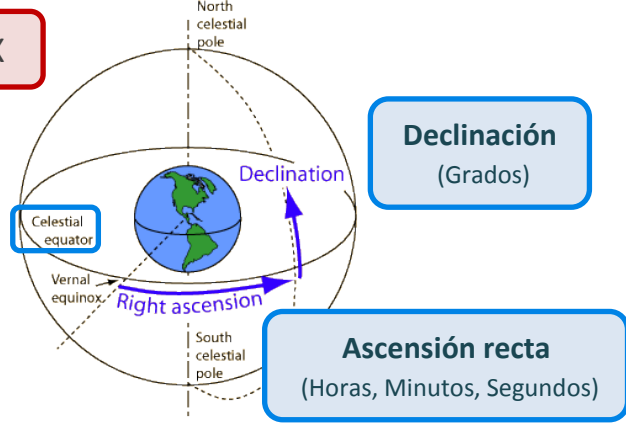 North
celestial
pole
X
Declinación
(Grados)
Declination
Celestial
equator
Vernal
equinox
Right ascension
South
celestial
pole
Ascensión recta
(Horas, Minutos, Segundos)